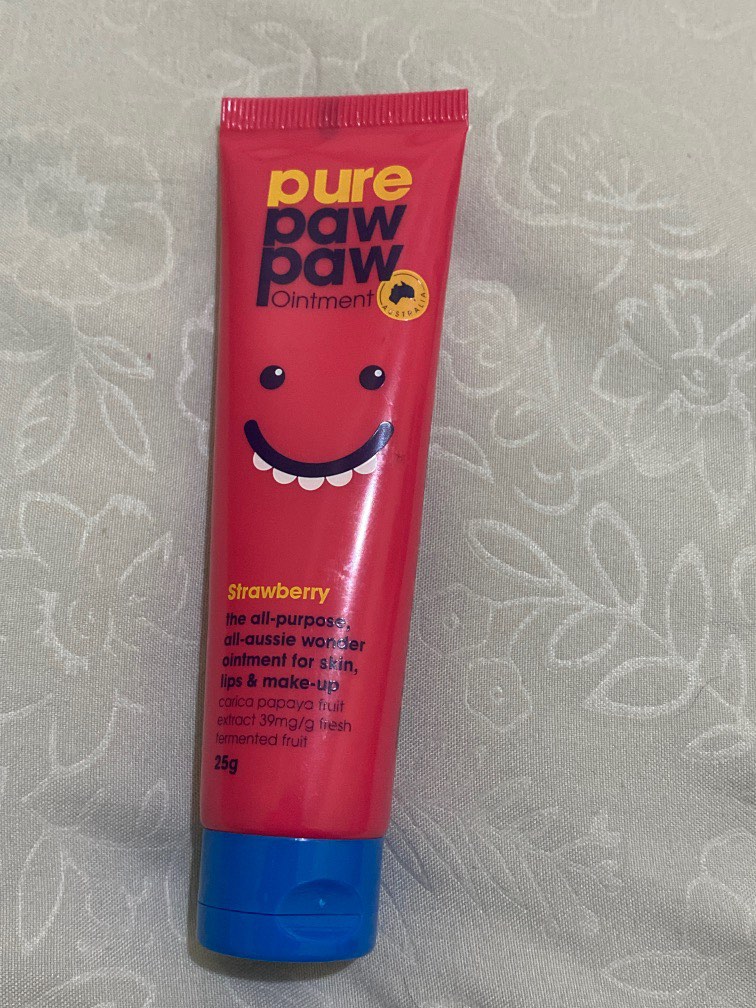 pure
paw
paw
Ointment
AUSTRALIA
Strawberry
the all-purpose,
all-aussie wonder
ointment for skin,
lips & make-up
carica papaya fruit
extract 39mg/g fresh
fermented fruit
25g